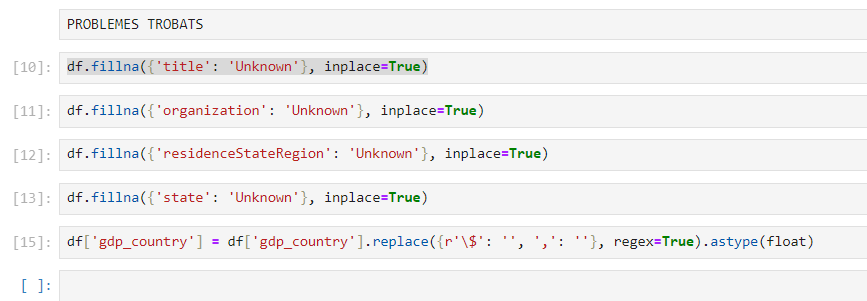 PROBLEMES TROBATS
[10]: df.fillna({'title': 'Unknown'}, inplace=True)
[11]: df.fillna({'organization': 'Unknown'}, inplace=True)
[12]: df.fillna({'residenceStateRegion': 'Unknown'}, inplace=True)
[13]: df.fillna({'state': 'Unknown'}, inplace=True)
[15]: df['gdp_country'] = df['gdp_country'].replace({r'\$': '', ',': ''}, regex=True).astype(float)
[ ]: